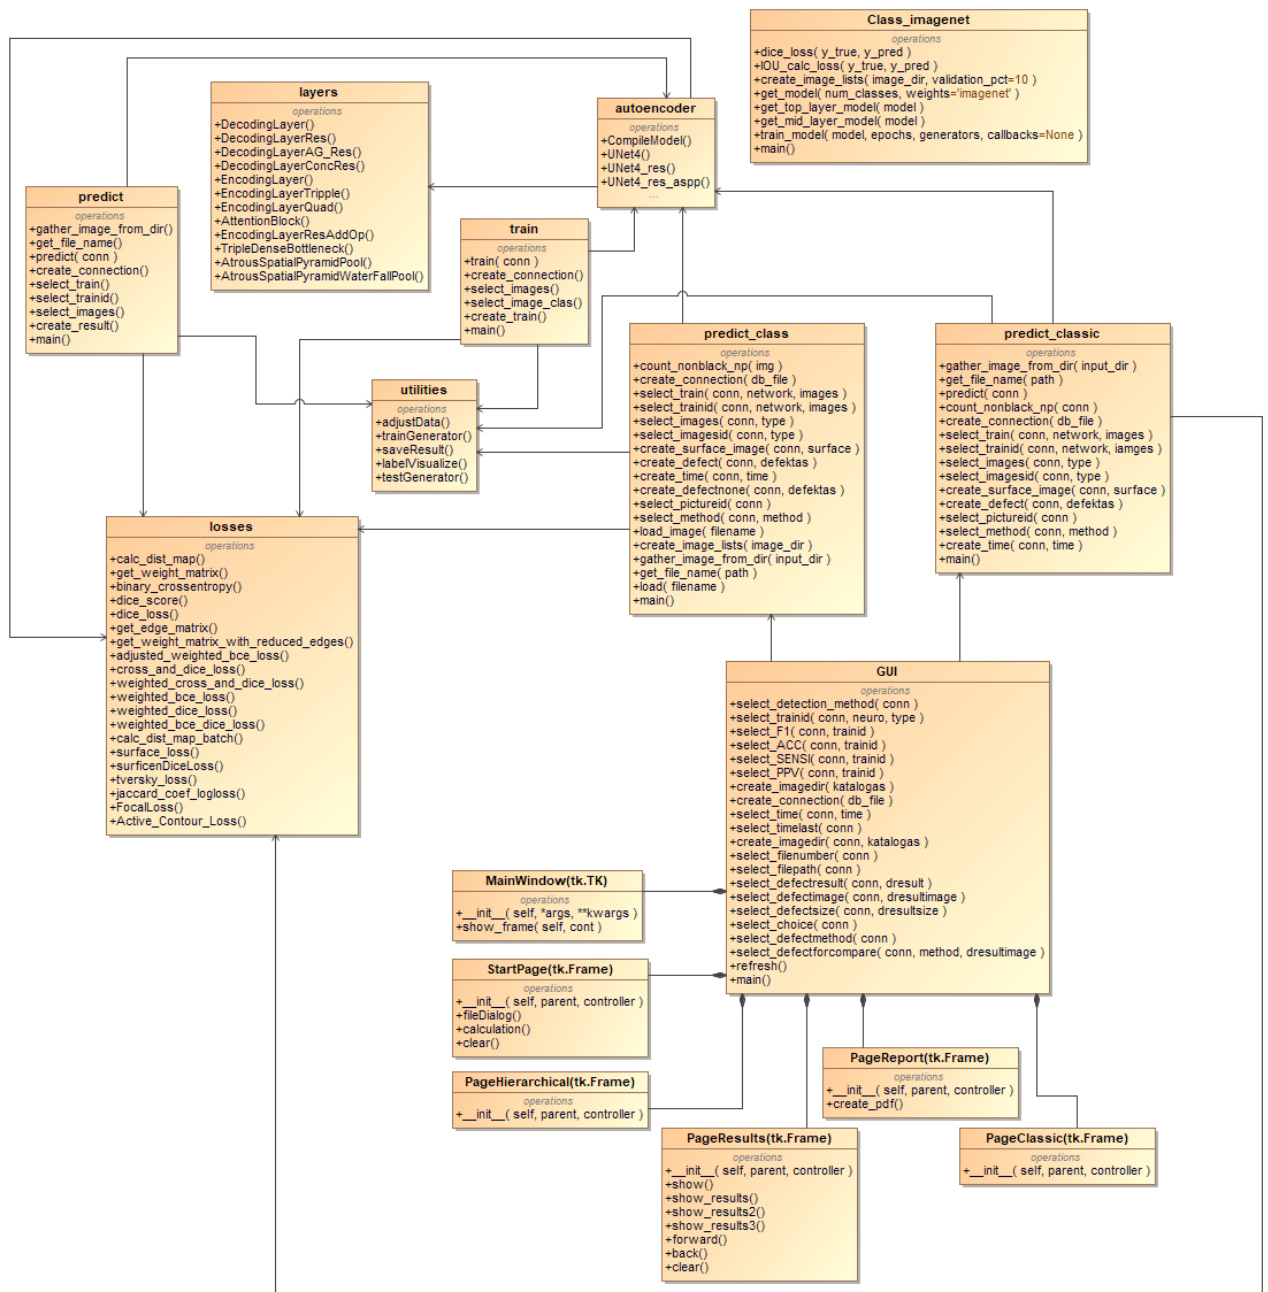 Class_imagenet
operations
+dice_loss( y_true, y_pred )
+IOU_calc_loss( y_true, y_pred )
+create_image_lists( image_dir, validation_pct=10 )
+get_model( num_classes, weights='imagenet' )
+get_top_layer_model( model )
+get_mid_layer_model( model )
+train_model( model, epochs, generators, callbacks=None )
+main()
layers
operations
+DecodingLayer()
+DecodingLayerRes()
+DecodingLayerAG_Res()
+DecodingLayerConcRes()
+EncodingLayer()
+EncodingLayerTripple()
+EncodingLayerQuad()
+AttentionBlock()
+EncodingLayerResAddOp()
+TripleDenseBottleneck()
+AtrousSpatialPyramidPool()
+AtrousSpatialPyramidWaterFallPool()
autoencoder
operations
+CompileModel()
+UNet4()
+UNet4_res()
+UNet4_res_aspp()
...
predict
operations
+gather_image_from_dir()
+get_file_name()
+predict( conn )
+create_connection()
+select_train()
+select_trainid()
+select_images()
+create_result()
+main()
train
operations
+train( conn )
+create_connection()
+select_images()
+select_image_clas()
+create_train()
+main()
utilities
operations
+adjustData()
+trainGenerator()
+saveResult()
+labelVisualize()
+testGenerator()
predict_class
operations
+count_nonblack_np( img )
+create_connection( db_file )
+select_train( conn, network, images )
+select_trainid( conn, network, images )
+select_images( conn, type )
+select_imagesid( conn, type )
+create_surface_image( conn, surface )
+create_defect( conn, defektas )
+create_time( conn, time )
+create_defectnone( conn, defektas )
+select_pictureid( conn )
+select_method( conn, method )
+load_image( filename )
+create_image_lists( image_dir )
+gather_image_from_dir( input_dir )
+get_file_name( path )
+load( filename )
+main()
predict_classic
operations
+gather_image_from_dir( input_dir )
+get_file_name( path )
+predict( conn )
+count_nonblack_np( conn )
+create_connection( db_file )
+select_train( conn, network, images )
+select_trainid( conn, network, iamges )
+select_images( conn, type )
+select_imagesid( conn, type )
+create_surface_image( conn, surface )
+create_defect( conn, defektas )
+select_pictureid( conn )
+select_method( conn, method )
+create_time( conn, time )
+main()
losses
operations
+calc_dist_map()
+get_weight_matrix()
+binary_crossentropy()
+dice_score()
+dice_loss()
+get_edge_matrix()
+get_weight_matrix_with_reduced_edges()
+adjusted_weighted_bce_loss()
+cross_and_dice_loss()
+weighted_cross_and_dice_loss()
+weighted_bce_loss()
+weighted_dice_loss()
+weighted_bce_dice_loss()
+calc_dist_map_batch()
+surface_loss()
+surficenDiceLoss()
+tversky_loss()
+jaccard_coef_logloss()
+FocalLoss()
+Active_Contour_Loss()
GUI
operations
+select_detection_method( conn )
+select_trainid( conn, neuro, type )
+select_F1( conn, trainid )
+select_ACC( conn, trainid )
+select_SENSI( conn, trainid )
+select_PPV( conn, trainid )
+create_imagedir( katalogas )
+create_connection( db_file )
+select_time( conn, time )
+select_timelast( conn )
+create_imagedir( conn, katalogas )
+select_filenumber( conn )
+select_filepath( conn )
+select_defectresult( conn, dresult )
+select_defectimage( conn, dresultimage )
+select_defectsize( conn, dresultsize )
+select_choice( conn )
+select_defectmethod( conn )
+select_defectforcompare( conn, method, dresultimage )
+refresh()
+main()
MainWindow(tk.TK)
operations
+__init__( self, *args, **kwargs )
+show_frame( self, cont )
StartPage(tk.Frame)
operations
+__init__( self, parent, controller )
+fileDialog()
+calculation()
+clear()
PageHierarchical(tk.Frame)
operations
+__init__( self, parent, controller )
PageReport(tk.Frame)
operations
+__init__( self, parent, controller )
+create_pdf()
PageResults(tk.Frame)
operations
+__init__( self, parent, controller )
+show()
+show_results()
+show_results2()
+show_results3()
+forward()
+back()
+clear()
PageClassic(tk.Frame)
operations
+__init__( self, parent, controller )